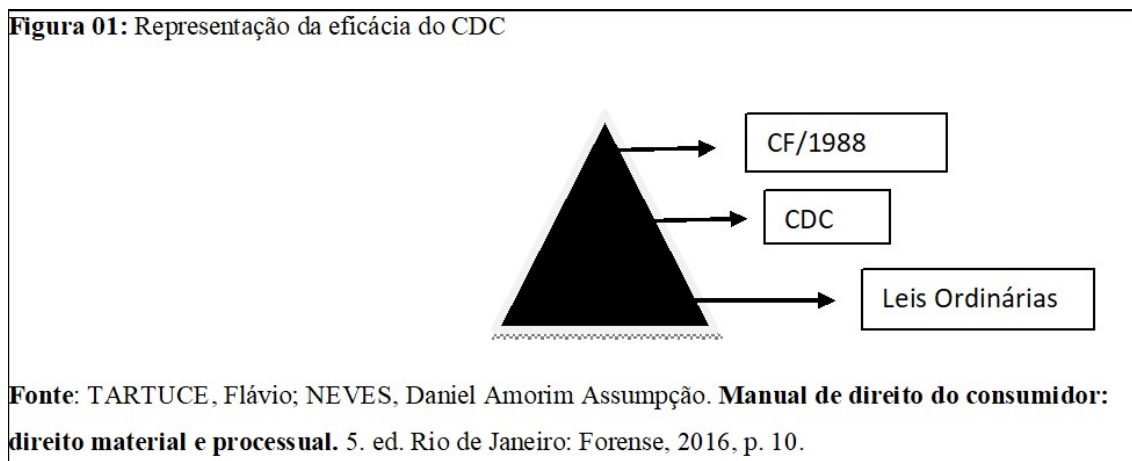 Figura 01: Representação da eficácia do CDC
CF/1988
CDC
Leis Ordinárias
Fonte: TARTUCE, Flávio; NEVES, Daniel Amorim Assumpção. Manual de direito do consumidor:
direito material e processual. 5. ed. Rio de Janeiro: Forense, 2016, p. 10.